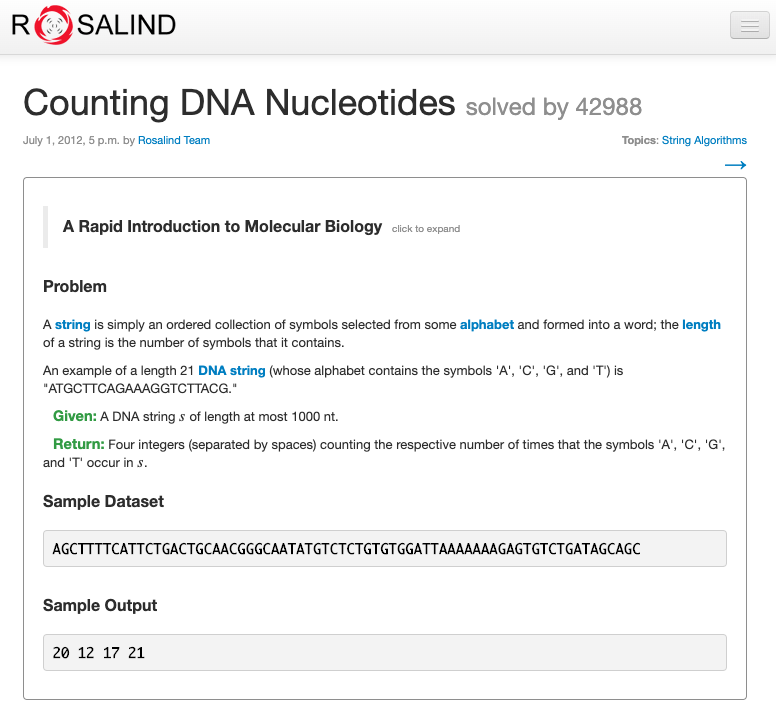 ROSALIND
Counting DNA Nucleotides solved by 42988
July 1, 2012, 5 p.m. by Rosalind Team
Topics: String Algorithms
→
A Rapid Introduction to Molecular Biology click to expand
Problem
A string is simply an ordered collection of symbols selected from some alphabet and formed into a word; the length
of a string is the number of symbols that it contains.
An example of a length 21 DNA string (whose alphabet contains the symbols 'A', 'C', 'G', and 'T') is
"ATGCTTCAGAAAGGTCTTACG."
Given: A DNA string s of length at most 1000 nt.
Return: Four integers (separated by spaces) counting the respective number of times that the symbols 'A', 'C', 'G',
and 'T' occur in s.
Sample Dataset
AGCTTTTCATTCTGACTGCAACGGGCAATATGTCTCTGTGTGGATTAAAAAAAGAGTGTCTGATAGCAGC
Sample Output
20 12 17 21